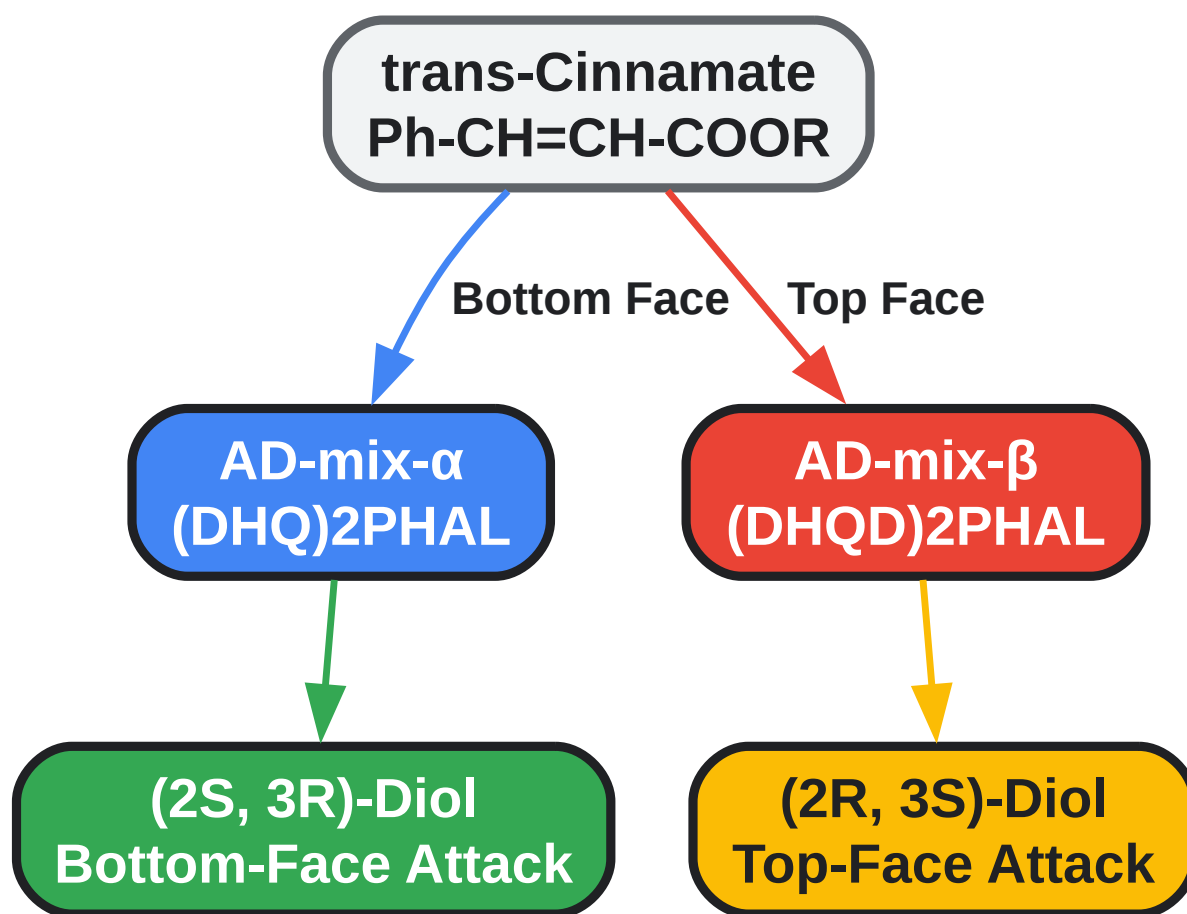 trans-Cinnamate
Ph-CH=CH-COOR
Bottom Face
Top Face
AD-mix-α
(DHQ)2PHAL
AD-mix-β
(DHQD)2PHAL
(2S, 3R)-Diol
Bottom-Face Attack
(2R, 3S)-Diol
Top-Face Attack